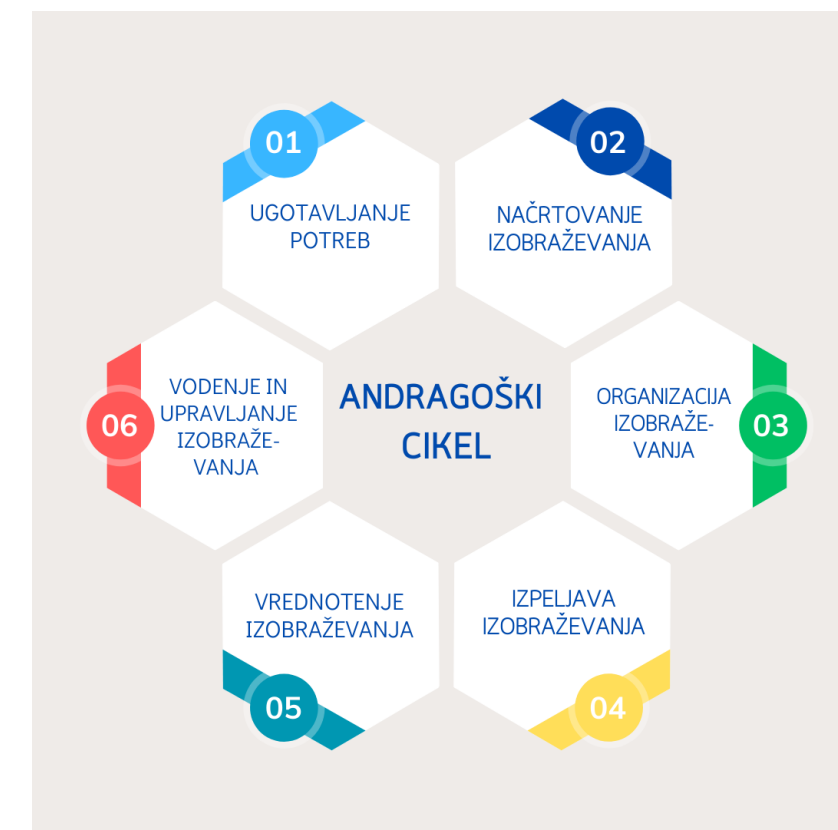 01
UGOTAVLJANJE
POTREB
02
NAČRTOVANJE
IZOBRAŽEVANJA
ANDRAGOŠKI
CIKEL
03
ORGANIZACIJA
IZOBRAŽE-
VANJA
04
IZPELJAVA
IZOBRAŽEVANJA
05
VREDNOTENJE
IZOBRAŽEVANJA
06
VODENJE IN
UPRAVLJANJE
IZOBRAŽE-
VANJA